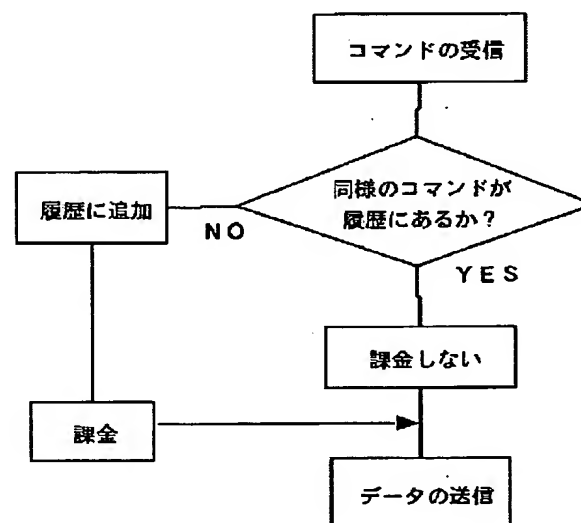 コマンドの受信
同様のコマンドが
履歴にあるか？
履歴に追加
NO
YES
課金しない
課金
データの送信